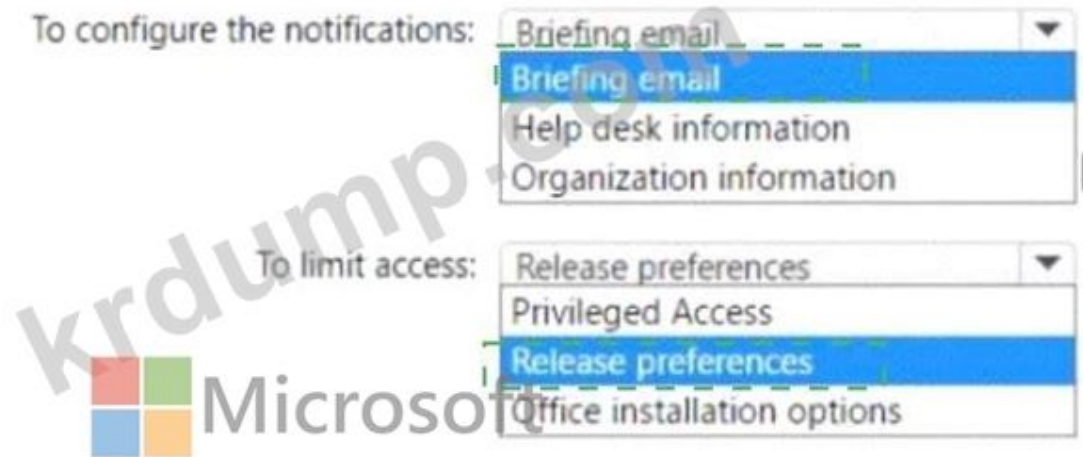 To configure the notifications: Briefing email
Briefing email
Help desk information
Organization information
To limit access: Release preferences
Privileged Access
Release preferences
Office installation options
krdump.com
Microsoft